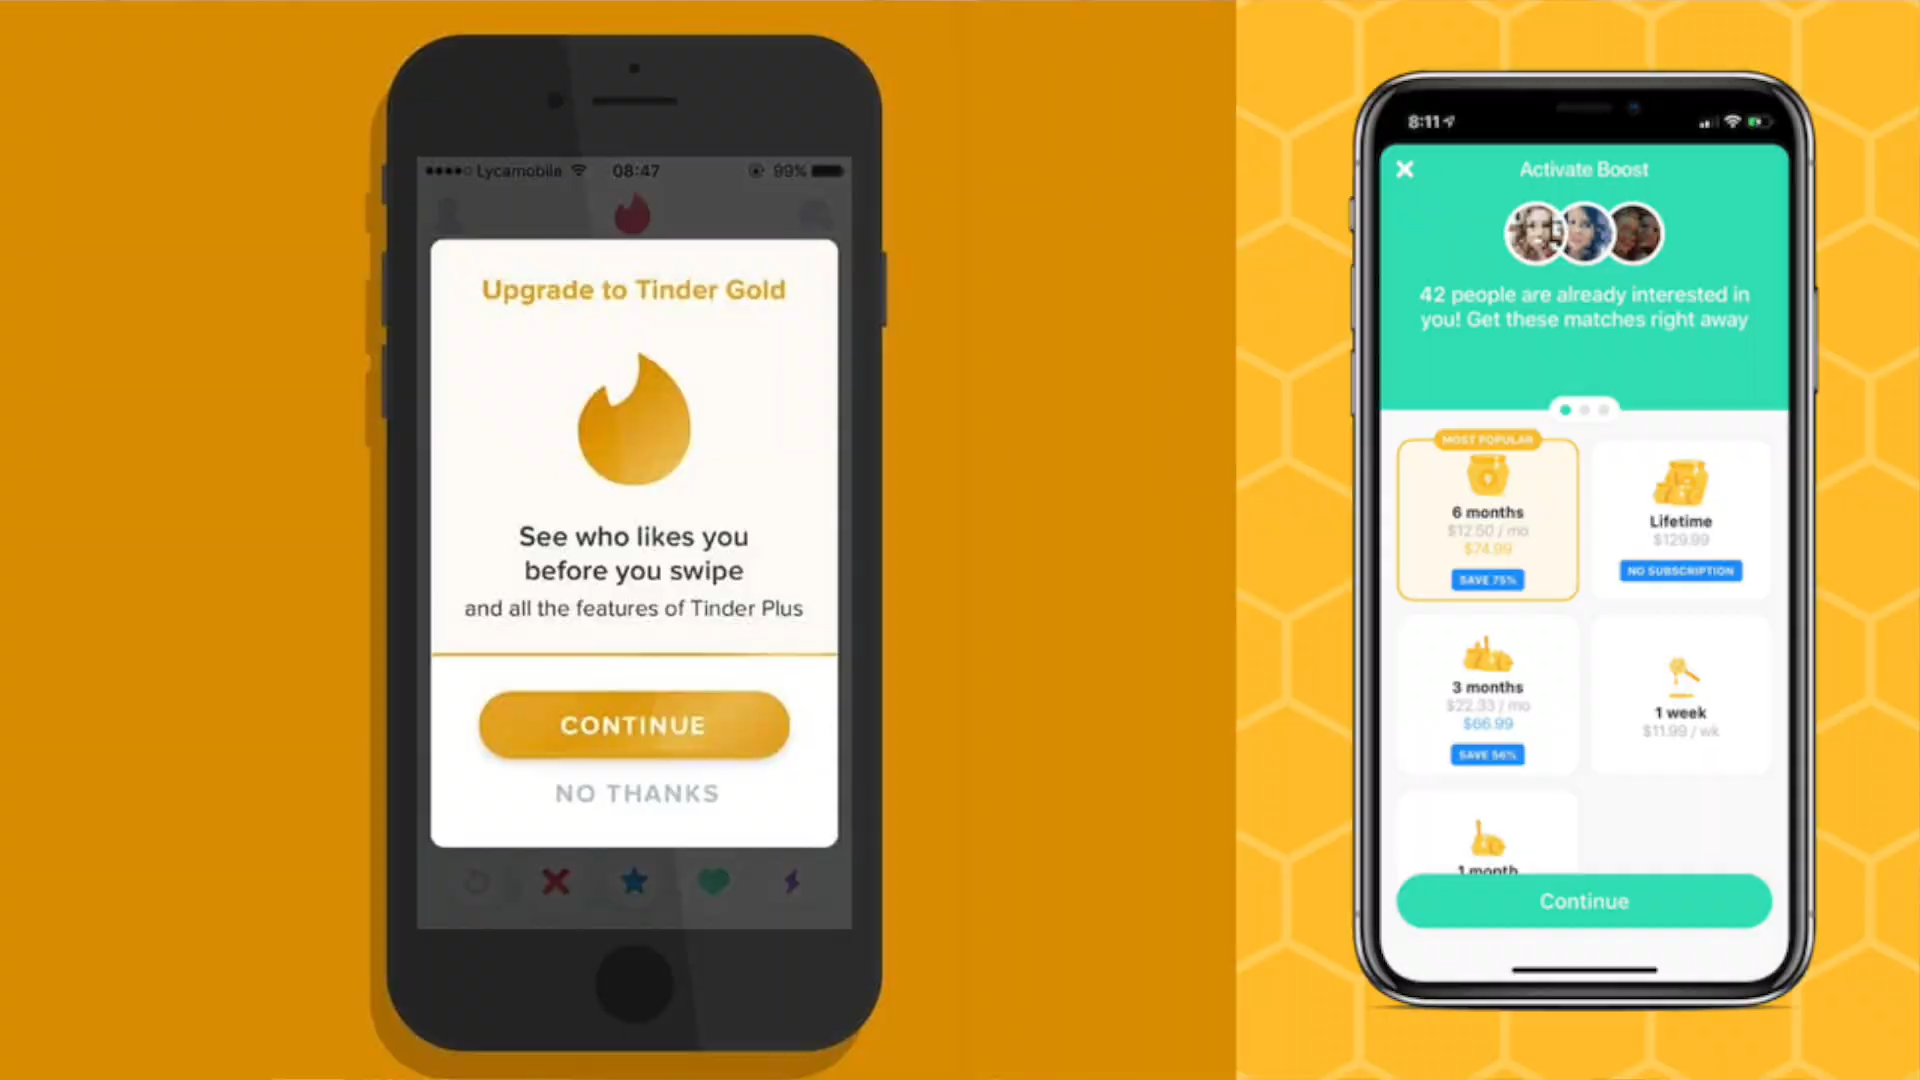 Lycamobile
08:47
99%
Upgrade to Tinder Gold
See who likes you
before you swipe
and all the features of Tinder Plus
CONTINUE
NO THANKS
8:11
Activate Boost
42 people are already interested in
you! Get these matches right away
MOST POPULAR
6 months
$12.50 / mo
$74.99
SAVE 75%
Lifetime
$129.99
NO SUBSCRIPTION
3 months
$22.33 / mo
$66.99
SAVE 56%
1 week
$11.99 / wk
1 month
Continue